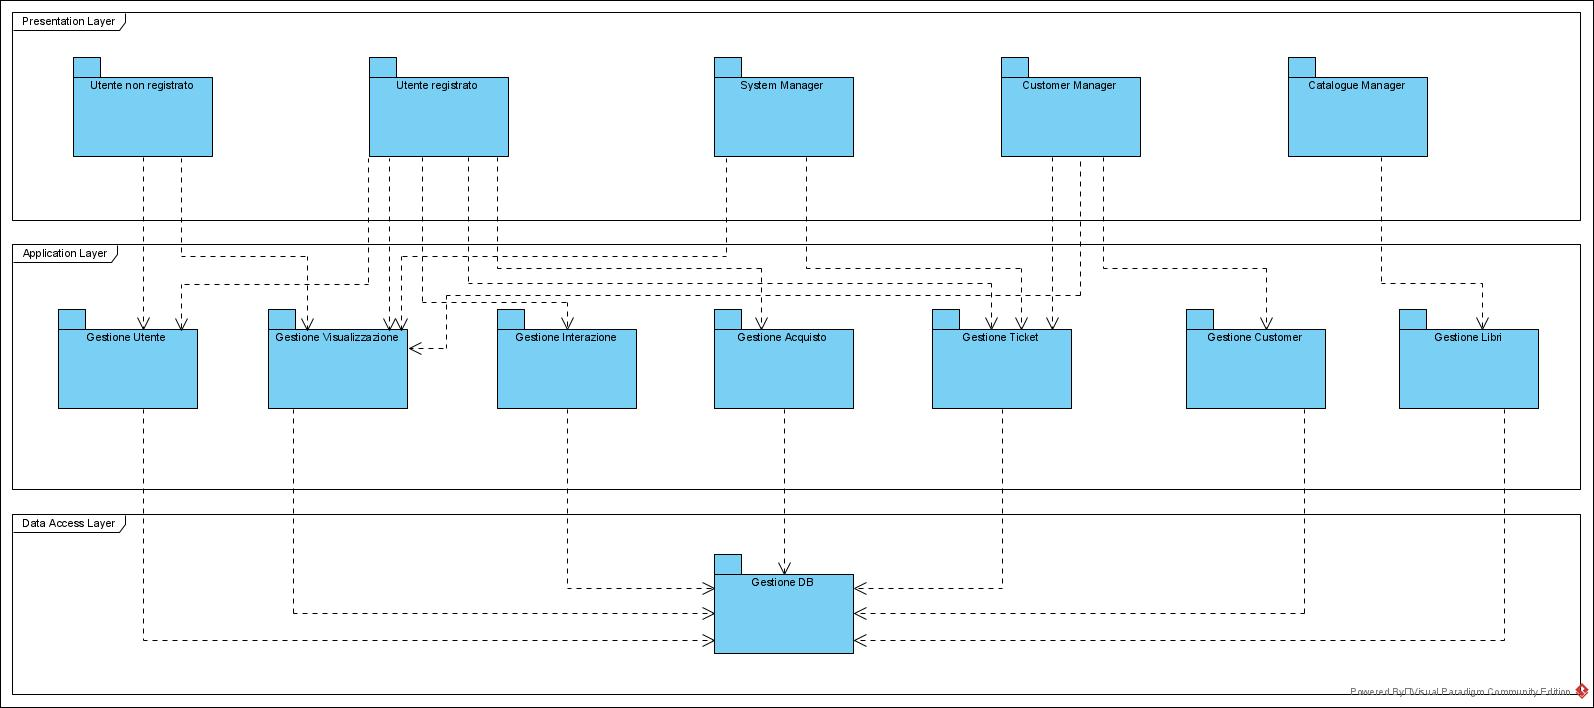 Presentation Layer
Utente non registrato
Utente registrato
System Manager
Customer Manager
Catalogue Manager
Application Layer
Gestione Utente
Gestione Visualizzazione
Gestione Interazione
Gestione Acquisto
Gestione Ticket
Gestione Customer
Gestione Libri
Data Access Layer
Gestione DB
Powered By Visual Paradigm Community Edition